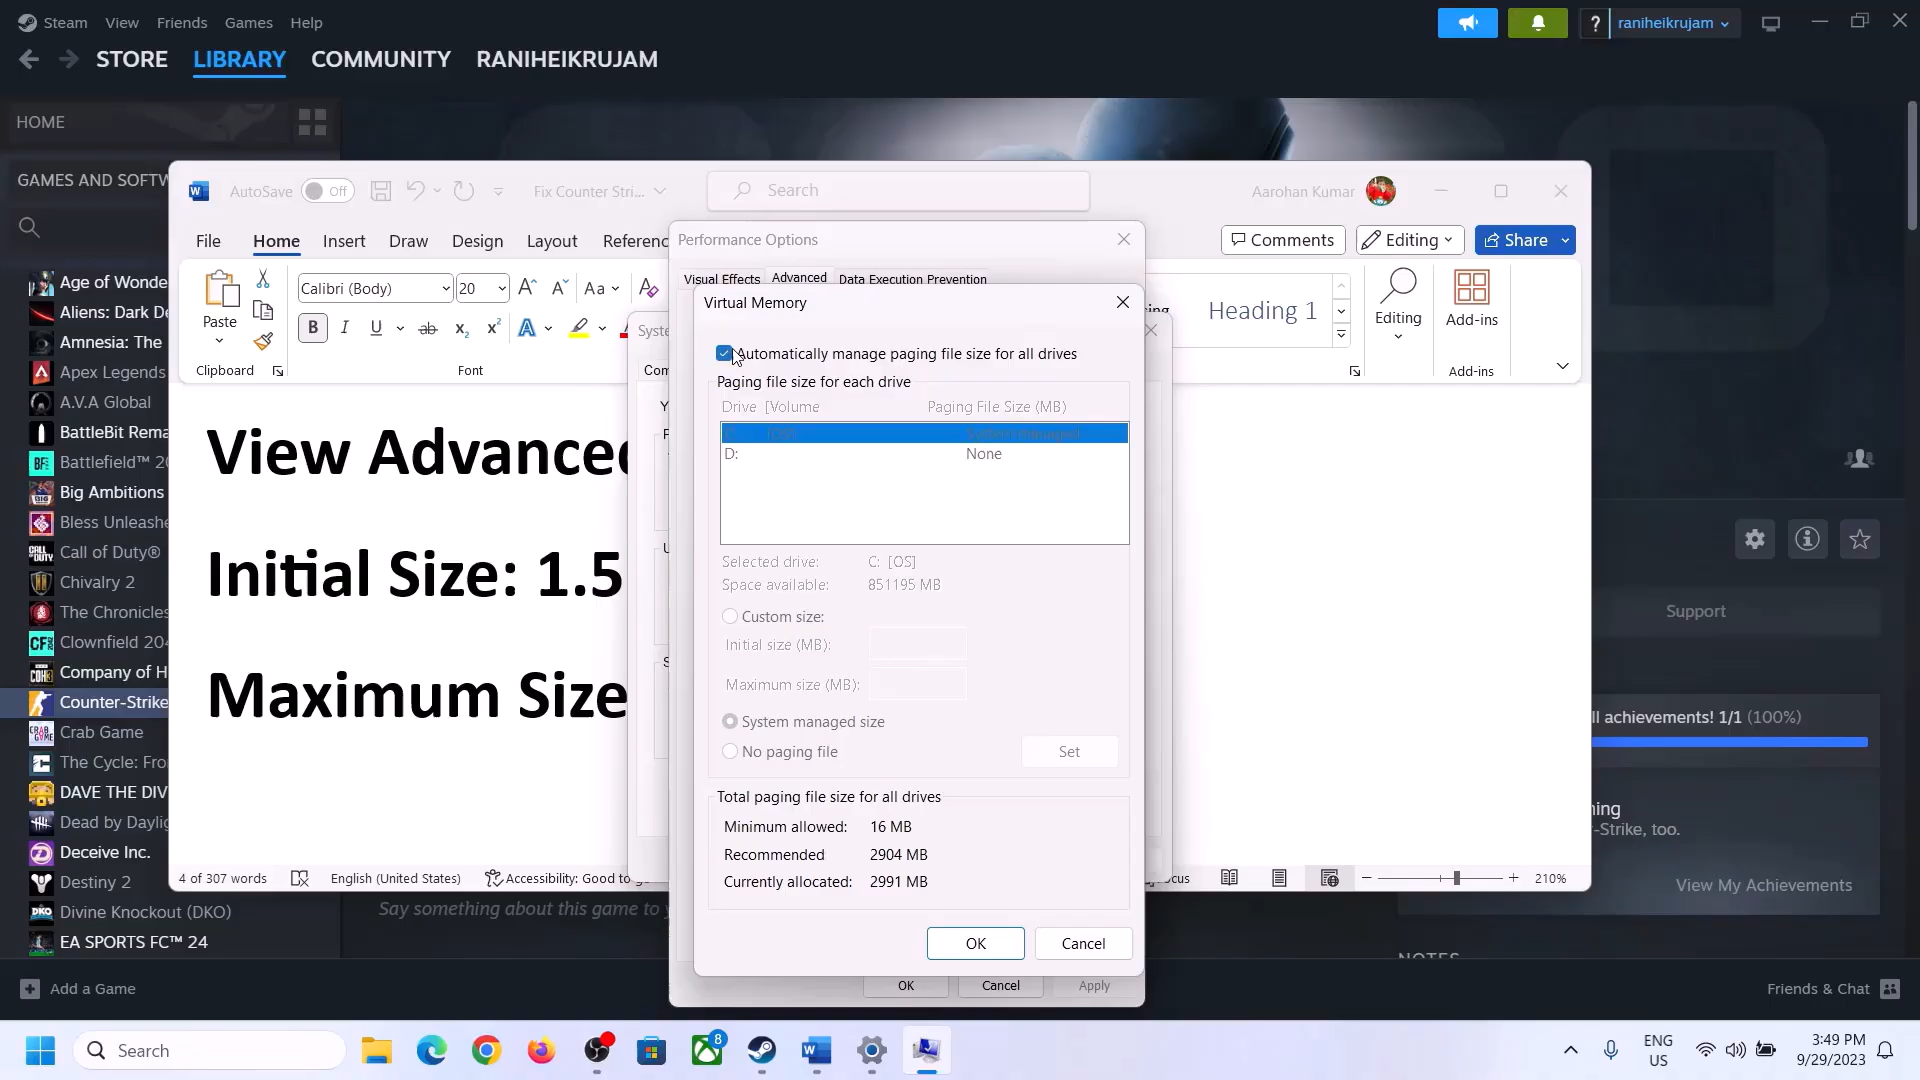 Steam View Friends Games Help
raniheikrujam
STORE LIBRARY COMMUNITY RANIHEIKRUJAM
HOME
GAMES AND SOFTW
Age of Wonde
Aliens: Dark De
Amnesia: The
Apex Legends
A.V.A Global
BattleBit Rema
Battlefield™ 20
Big Ambitions
Bless Unleashe
Call of Duty®
Chivalry 2
The Chronicles
Clownfield 204
Company of H
Counter-Strike
Crab Game
The Cycle: Fro
DAVE THE DIV
Dead by Daylig
Deceive Inc.
Destiny 2
Divine Knockout (DKO)
EA SPORTS FC™ 24
Add a Game
AutoSave Off Fix Counter Stri... Search Aarohan Kumar
File Home Insert Draw Design Layout Referenc Comments Editing Share
Paste
Calibri (Body) 20
Clipboard Font
Heading 1
Editing
Add-ins
Add-ins
View Advanced
Initial Size: 1.5
Maximum Size
4 of 307 words English (United States) Accessibility: Good to 210%
Performance Options
Visual Effects Advanced Data Execution Prevention
Virtual Memory
Automatically manage paging file size for all drives
Paging file size for each drive
Drive [Volume Paging File Size (MB)
D: None
Selected drive: C: [OS]
Space available: 851195 MB
Custom size:
Initial size (MB):
Maximum size (MB):
System managed size
No paging file Set
Total paging file size for all drives
Minimum allowed: 16 MB
Recommended 2904 MB
Currently allocated: 2991 MB
OK Cancel
OK Cancel Apply
Support
ll achievements! 1/1 (100%)
-Strike, too.
View My Achievements
Say something about this game to y
NOTES
Friends & Chat
Search
8
ENG
US
3:49 PM
9/29/2023